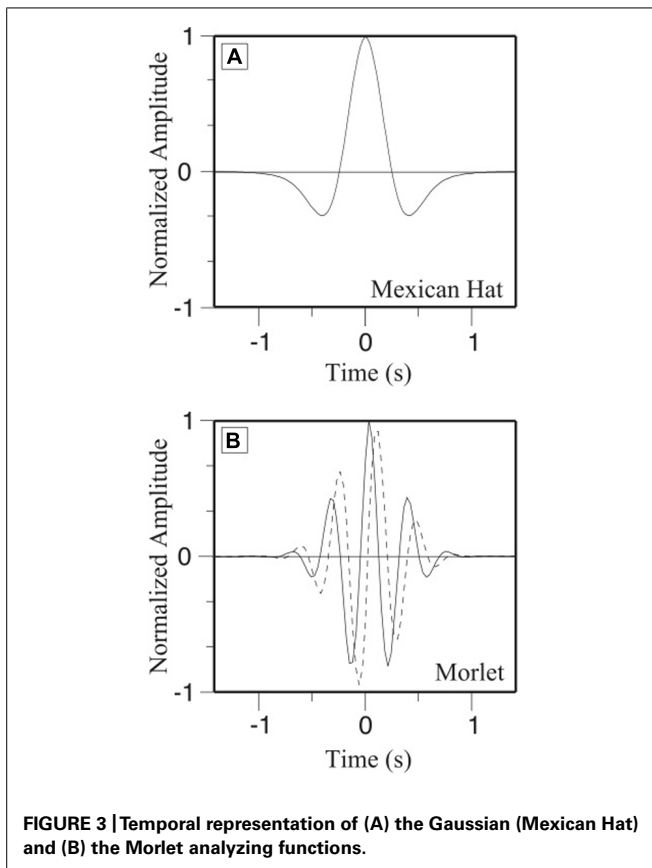 A
1
0
-1
Normalized Amplitude
Mexican Hat
-1 0 1
Time (s)
B
1
0
-1
Normalized Amplitude
Morlet
-1 0 1
Time (s)
FIGURE 3 | Temporal representation of (A) the Gaussian (Mexican Hat)
and (B) the Morlet analyzing functions.